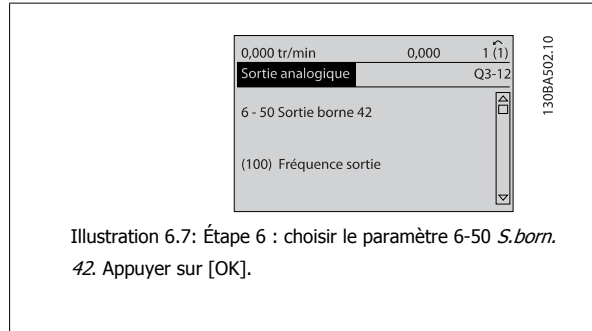 0,000 tr/min 0,000 1 (1)
Sortie analogique Q3-12
6 - 50 Sortie borne 42
(100) Fréquence sortie
130BA502.10
Illustration 6.7: Étape 6 : choisir le paramètre 6-50 S.born.
42. Appuyer sur [OK].